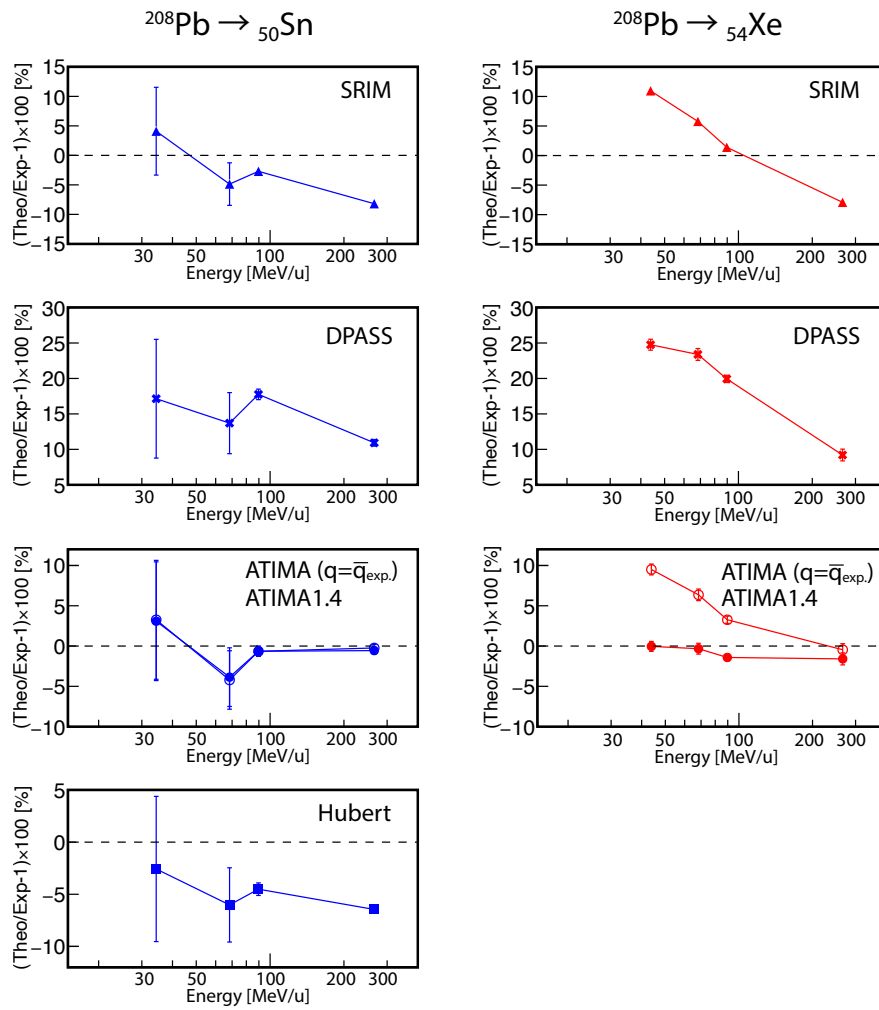 ²⁰⁸Pb → ₅₀Sn
²⁰⁸Pb → ₅₄Xe
(Theo/Exp-1)×100 [%]
15
10
5
0
−5
−10
−15
SRIM
30 50 100 200 300
Energy [MeV/u]
(Theo/Exp-1)×100 [%]
15
10
5
0
−5
−10
−15
SRIM
30 50 100 200 300
Energy [MeV/u]
(Theo/Exp-1)×100 [%]
30
25
20
15
10
5
DPASS
30 50 100 200 300
Energy [MeV/u]
(Theo/Exp-1)×100 [%]
30
25
20
15
10
5
DPASS
30 50 100 200 300
Energy [MeV/u]
(Theo/Exp-1)×100 [%]
10
5
0
−5
−10
ATIMA (q=q̅exp.)
ATIMA1.4
30 50 100 200 300
Energy [MeV/u]
(Theo/Exp-1)×100 [%]
10
5
0
−5
−10
ATIMA (q=q̅exp.)
ATIMA1.4
30 50 100 200 300
Energy [MeV/u]
(Theo/Exp-1)×100 [%]
5
0
−5
−10
Hubert
30 50 100 200 300
Energy [MeV/u]